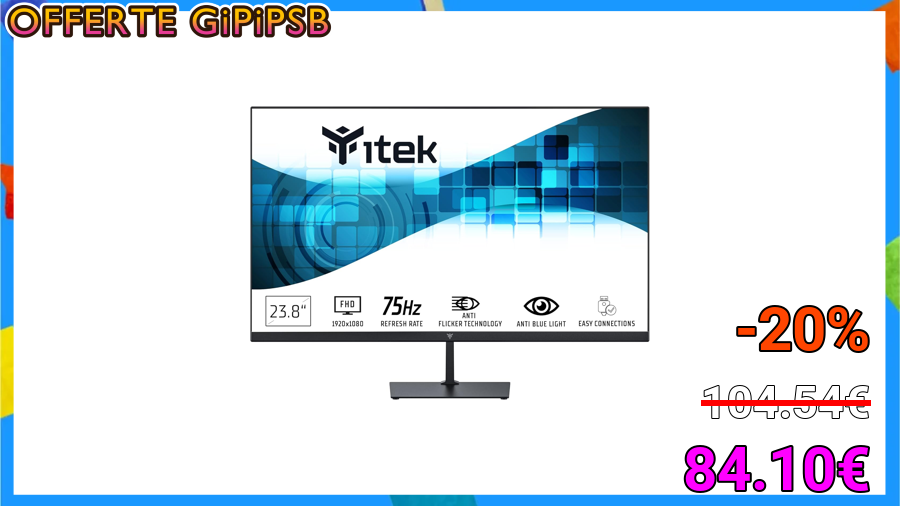 OFFERTE GiPiPSB
itek
23.8"
FHD
1920x1080
75Hz
REFRESH RATE
ANTI
FLICKER TECHNOLOGY
ANTI BLUE LIGHT
EASY CONNECTIONS
-20%
104.54€
84.10€